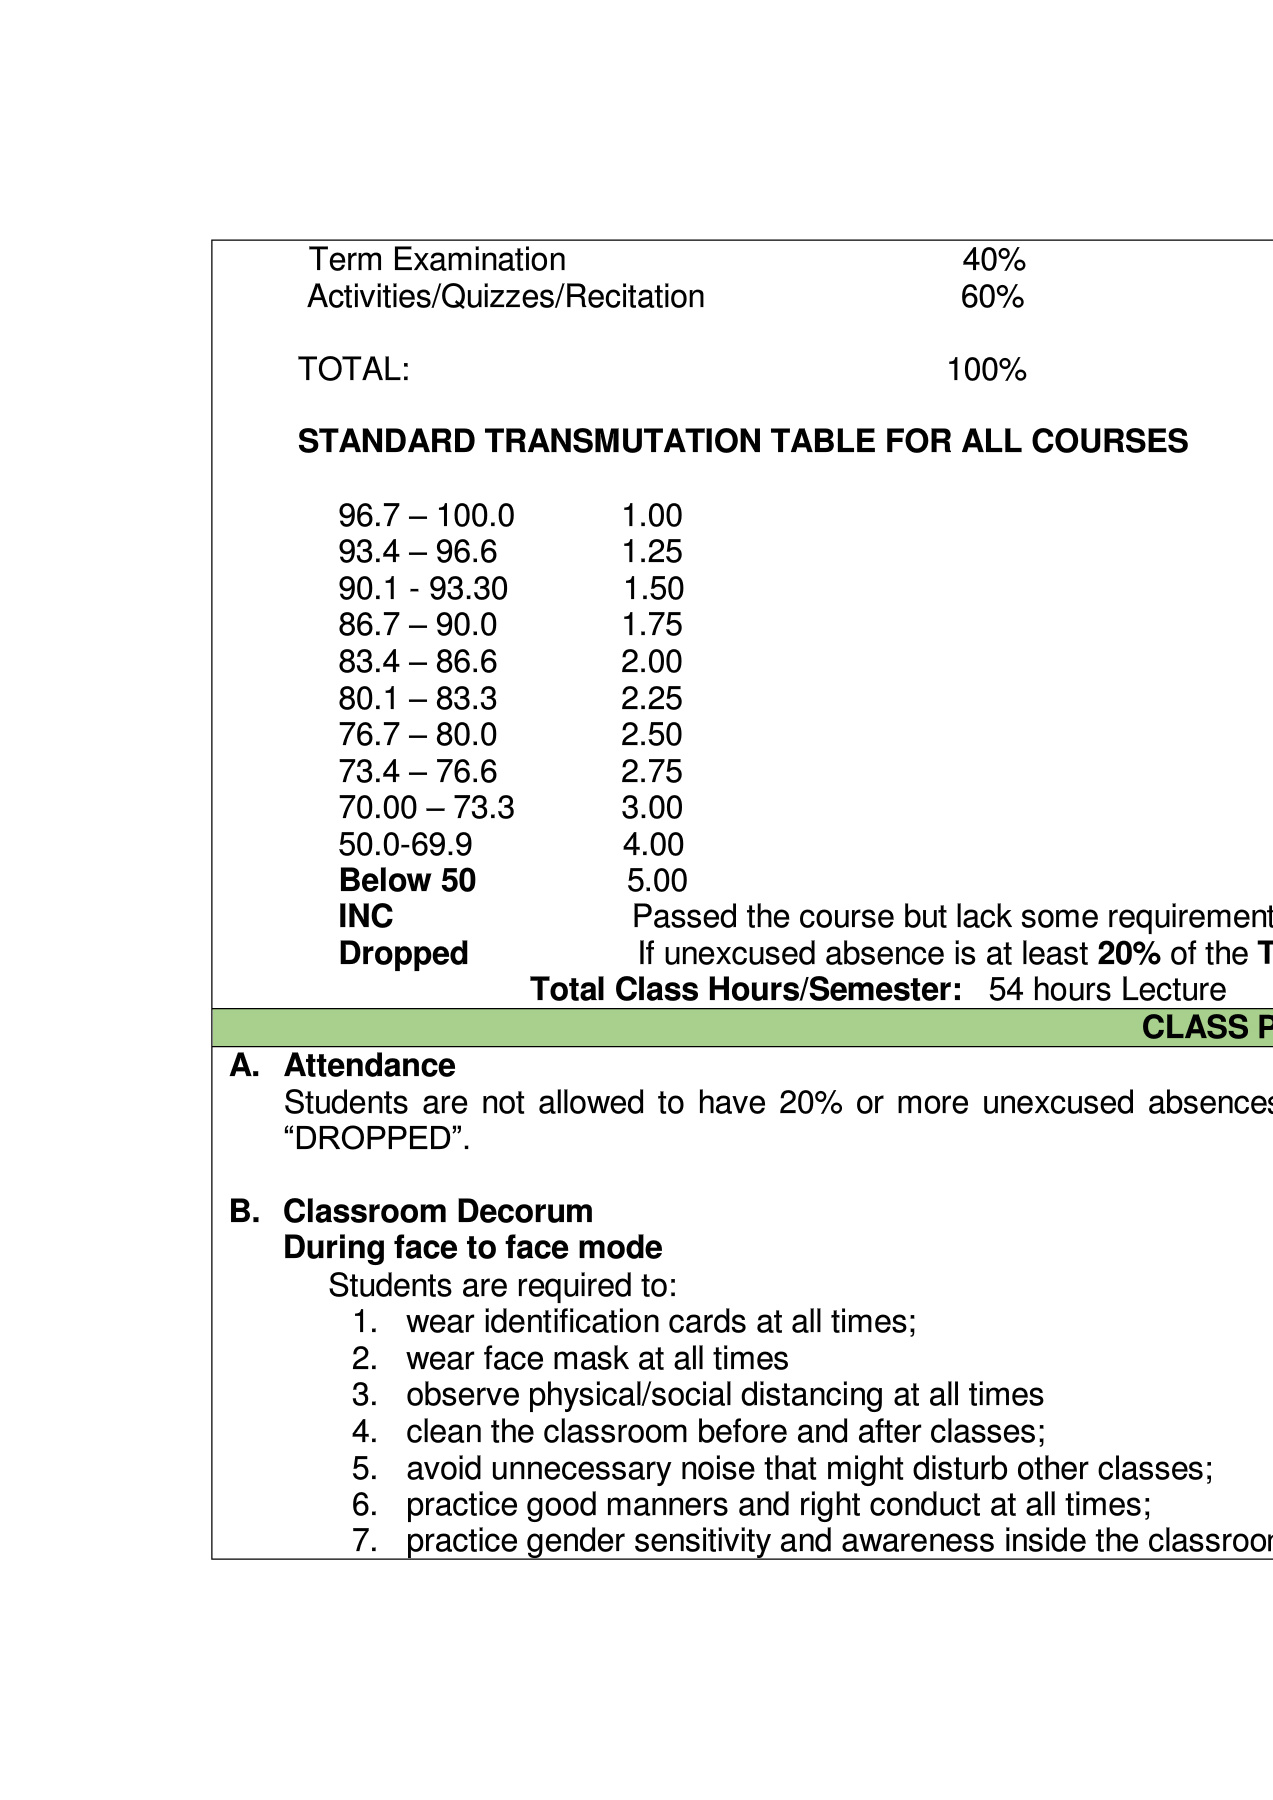 Term Examination 40%
Activities/Quizzes/Recitation 60%
TOTAL: 100%
STANDARD TRANSMUTATION TABLE FOR ALL COURSES
96.7 – 100.0 1.00
93.4 – 96.6 1.25
90.1 - 93.30 1.50
86.7 – 90.0 1.75
83.4 – 86.6 2.00
80.1 – 83.3 2.25
76.7 – 80.0 2.50
73.4 – 76.6 2.75
70.00 – 73.3 3.00
50.0-69.9 4.00
Below 50 5.00
INC Passed the course but lack some requirement
Dropped If unexcused absence is at least 20% of the T
Total Class Hours/Semester: 54 hours Lecture
CLASS P
A. Attendance
Students are not allowed to have 20% or more unexcused absences
“DROPPED”.
B. Classroom Decorum
During face to face mode
Students are required to:
1. wear identification cards at all times;
2. wear face mask at all times
3. observe physical/social distancing at all times
4. clean the classroom before and after classes;
5. avoid unnecessary noise that might disturb other classes;
6. practice good manners and right conduct at all times;
7. practice gender sensitivity and awareness inside the classroo